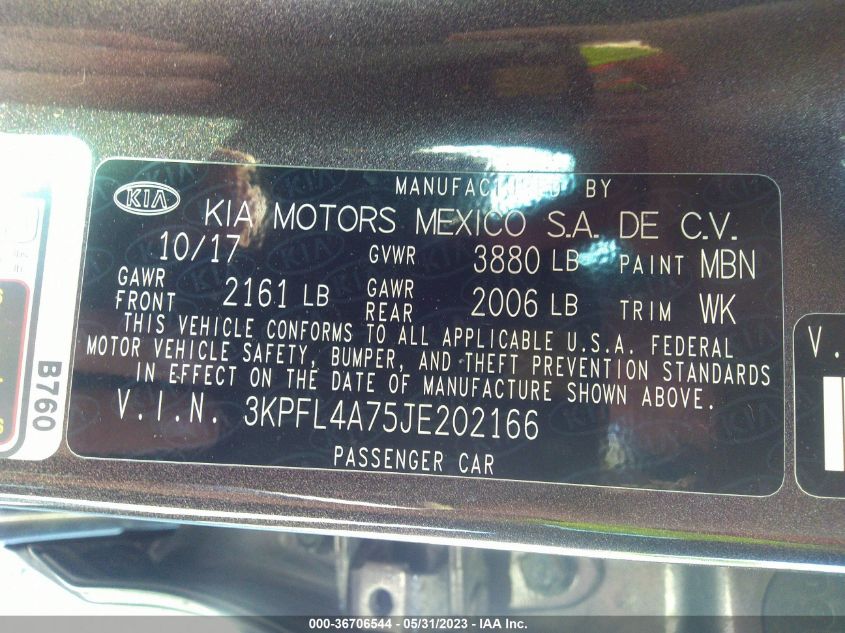 MANUFACTURED BY
KIA KIA MOTORS MEXICO S.A. DE C.V.
10/17 GVWR 3880 LB PAINT MBN
GAWR FRONT 2161 LB GAWR REAR 2006 LB TRIM WK
THIS VEHICLE CONFORMS TO ALL APPLICABLE U.S.A. FEDERAL
MOTOR VEHICLE SAFETY, BUMPER, AND THEFT PREVENTION STANDARDS
IN EFFECT ON THE DATE OF MANUFACTURE SHOWN ABOVE.
V.I.N. 3KPFL4A75JE202166
PASSENGER CAR
B760
V.
000-36706544 - 05/31/2023 - IAA Inc.